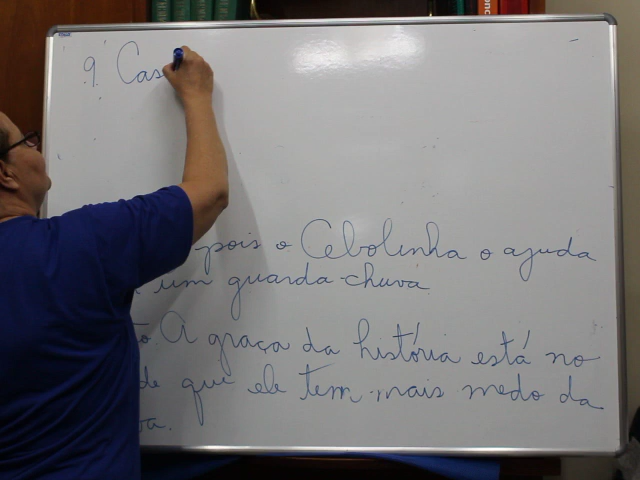 9. Cas
pois o Cebolinha o ajuda
um guarda-chuva
A graça da história está no
de que ele tem mais medo da